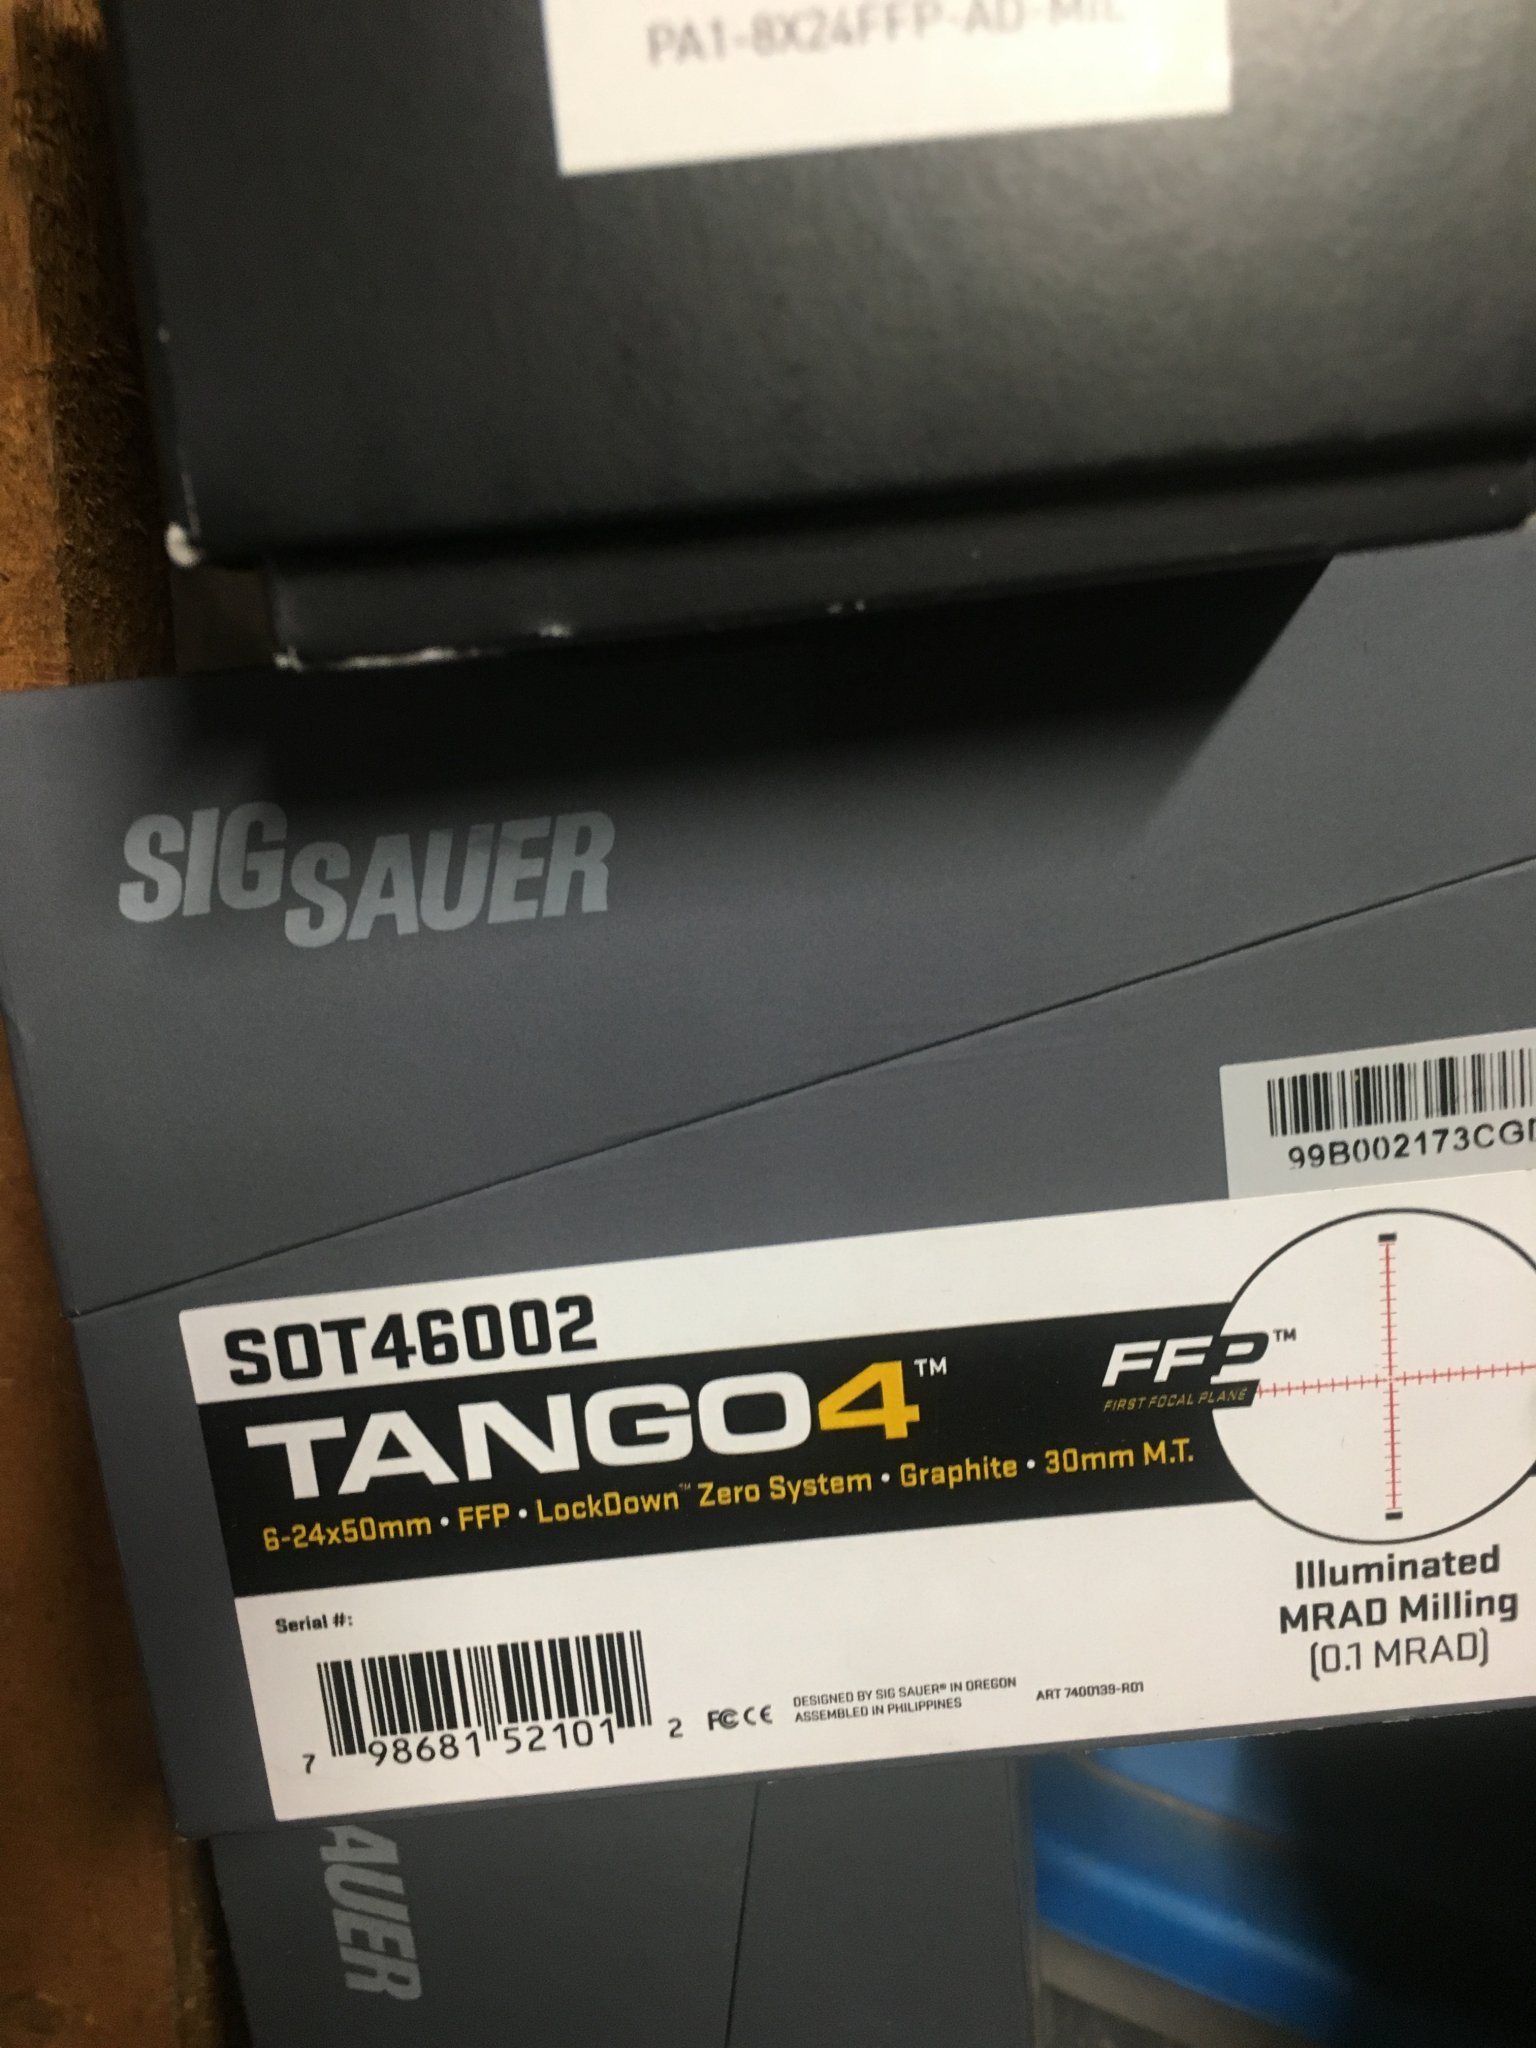 PA1-8X24FFP-AD-MIL
SIG SAUER
99B002173CG
SOT46002
TANGO4™
FFP™
FIRST FOCAL PLANE
6-24x50mm • FFP • LockDown™ Zero System • Graphite • 30mm M.T.
Illuminated
MRAD Milling
(0.1 MRAD)
Serial #:
7 98681 52101 2
FC CE
DESIGNED BY SIG SAUER® IN OREGON
ASSEMBLED IN PHILIPPINES
ART 7400139-R01
AUER